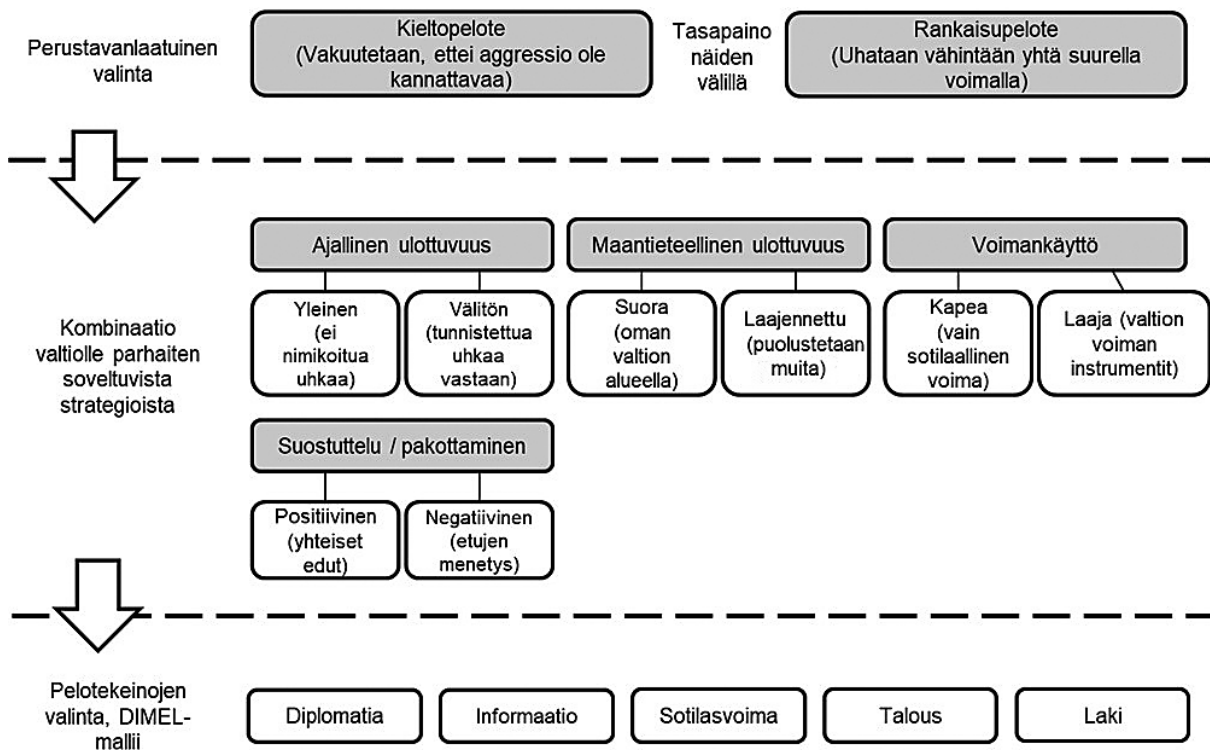 Perustavanlaatuinen
valinta
Kieltopelote
(Vakuutetaan, ettei aggressio ole
kannattavaa)
Tasapaino
näiden
välillä
Rankaisupelote
(Uhataan vähintään yhtä suurella
voimalla)
Kombinaatio
valtiolle parhaiten
soveltuvista
strategioista
Ajallinen ulottuvuus
Yleinen
(ei
nimikoitua
uhkaa)
Välitön
(tunnistettua
uhkaa
vastaan)
Maantieteellinen ulottuvuus
Suora
(oman
valtion
alueella)
Laajennettu
(puolustetaan
muita)
Voimankäyttö
Kapea
(vain
sotilaallinen
voima)
Laaja (valtion
voiman
instrumentit)
Suostuttelu / pakottaminen
Positiivinen
(yhteiset
edut)
Negatiivinen
(etujen
menetys)
Pelotekeinojen
valinta, DIMEL-
mallii
Diplomatia
Informaatio
Sotilasvoima
Talous
Laki